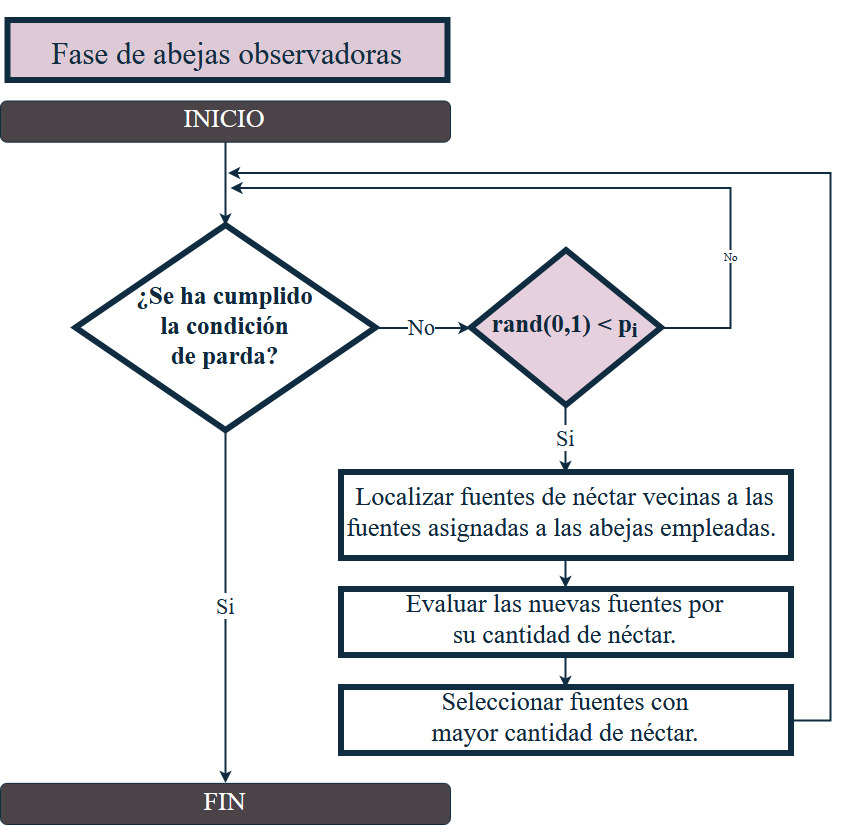 Fase de abejas observadoras
INICIO
¿Se ha cumplido
la condición
de parda?
No
rand(0,1) < pi
No
Si
Localizar fuentes de néctar vecinas a las
fuentes asignadas a las abejas empleadas.
Evaluar las nuevas fuentes por
su cantidad de néctar.
Seleccionar fuentes con
mayor cantidad de néctar.
Si
FIN